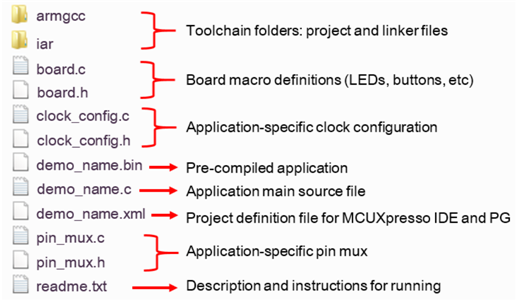 armgcc
iar
Toolchain folders: project and linker files
board.c
board.h
Board macro definitions (LEDs, buttons, etc)
clock_config.c
clock_config.h
Application-specific clock configuration
demo_name.bin
Pre-compiled application
demo_name.c
Application main source file
demo_name.xml
Project definition file for MCUXpresso IDE and PG
pin_mux.c
pin_mux.h
Application-specific pin mux
readme.txt
Description and instructions for running